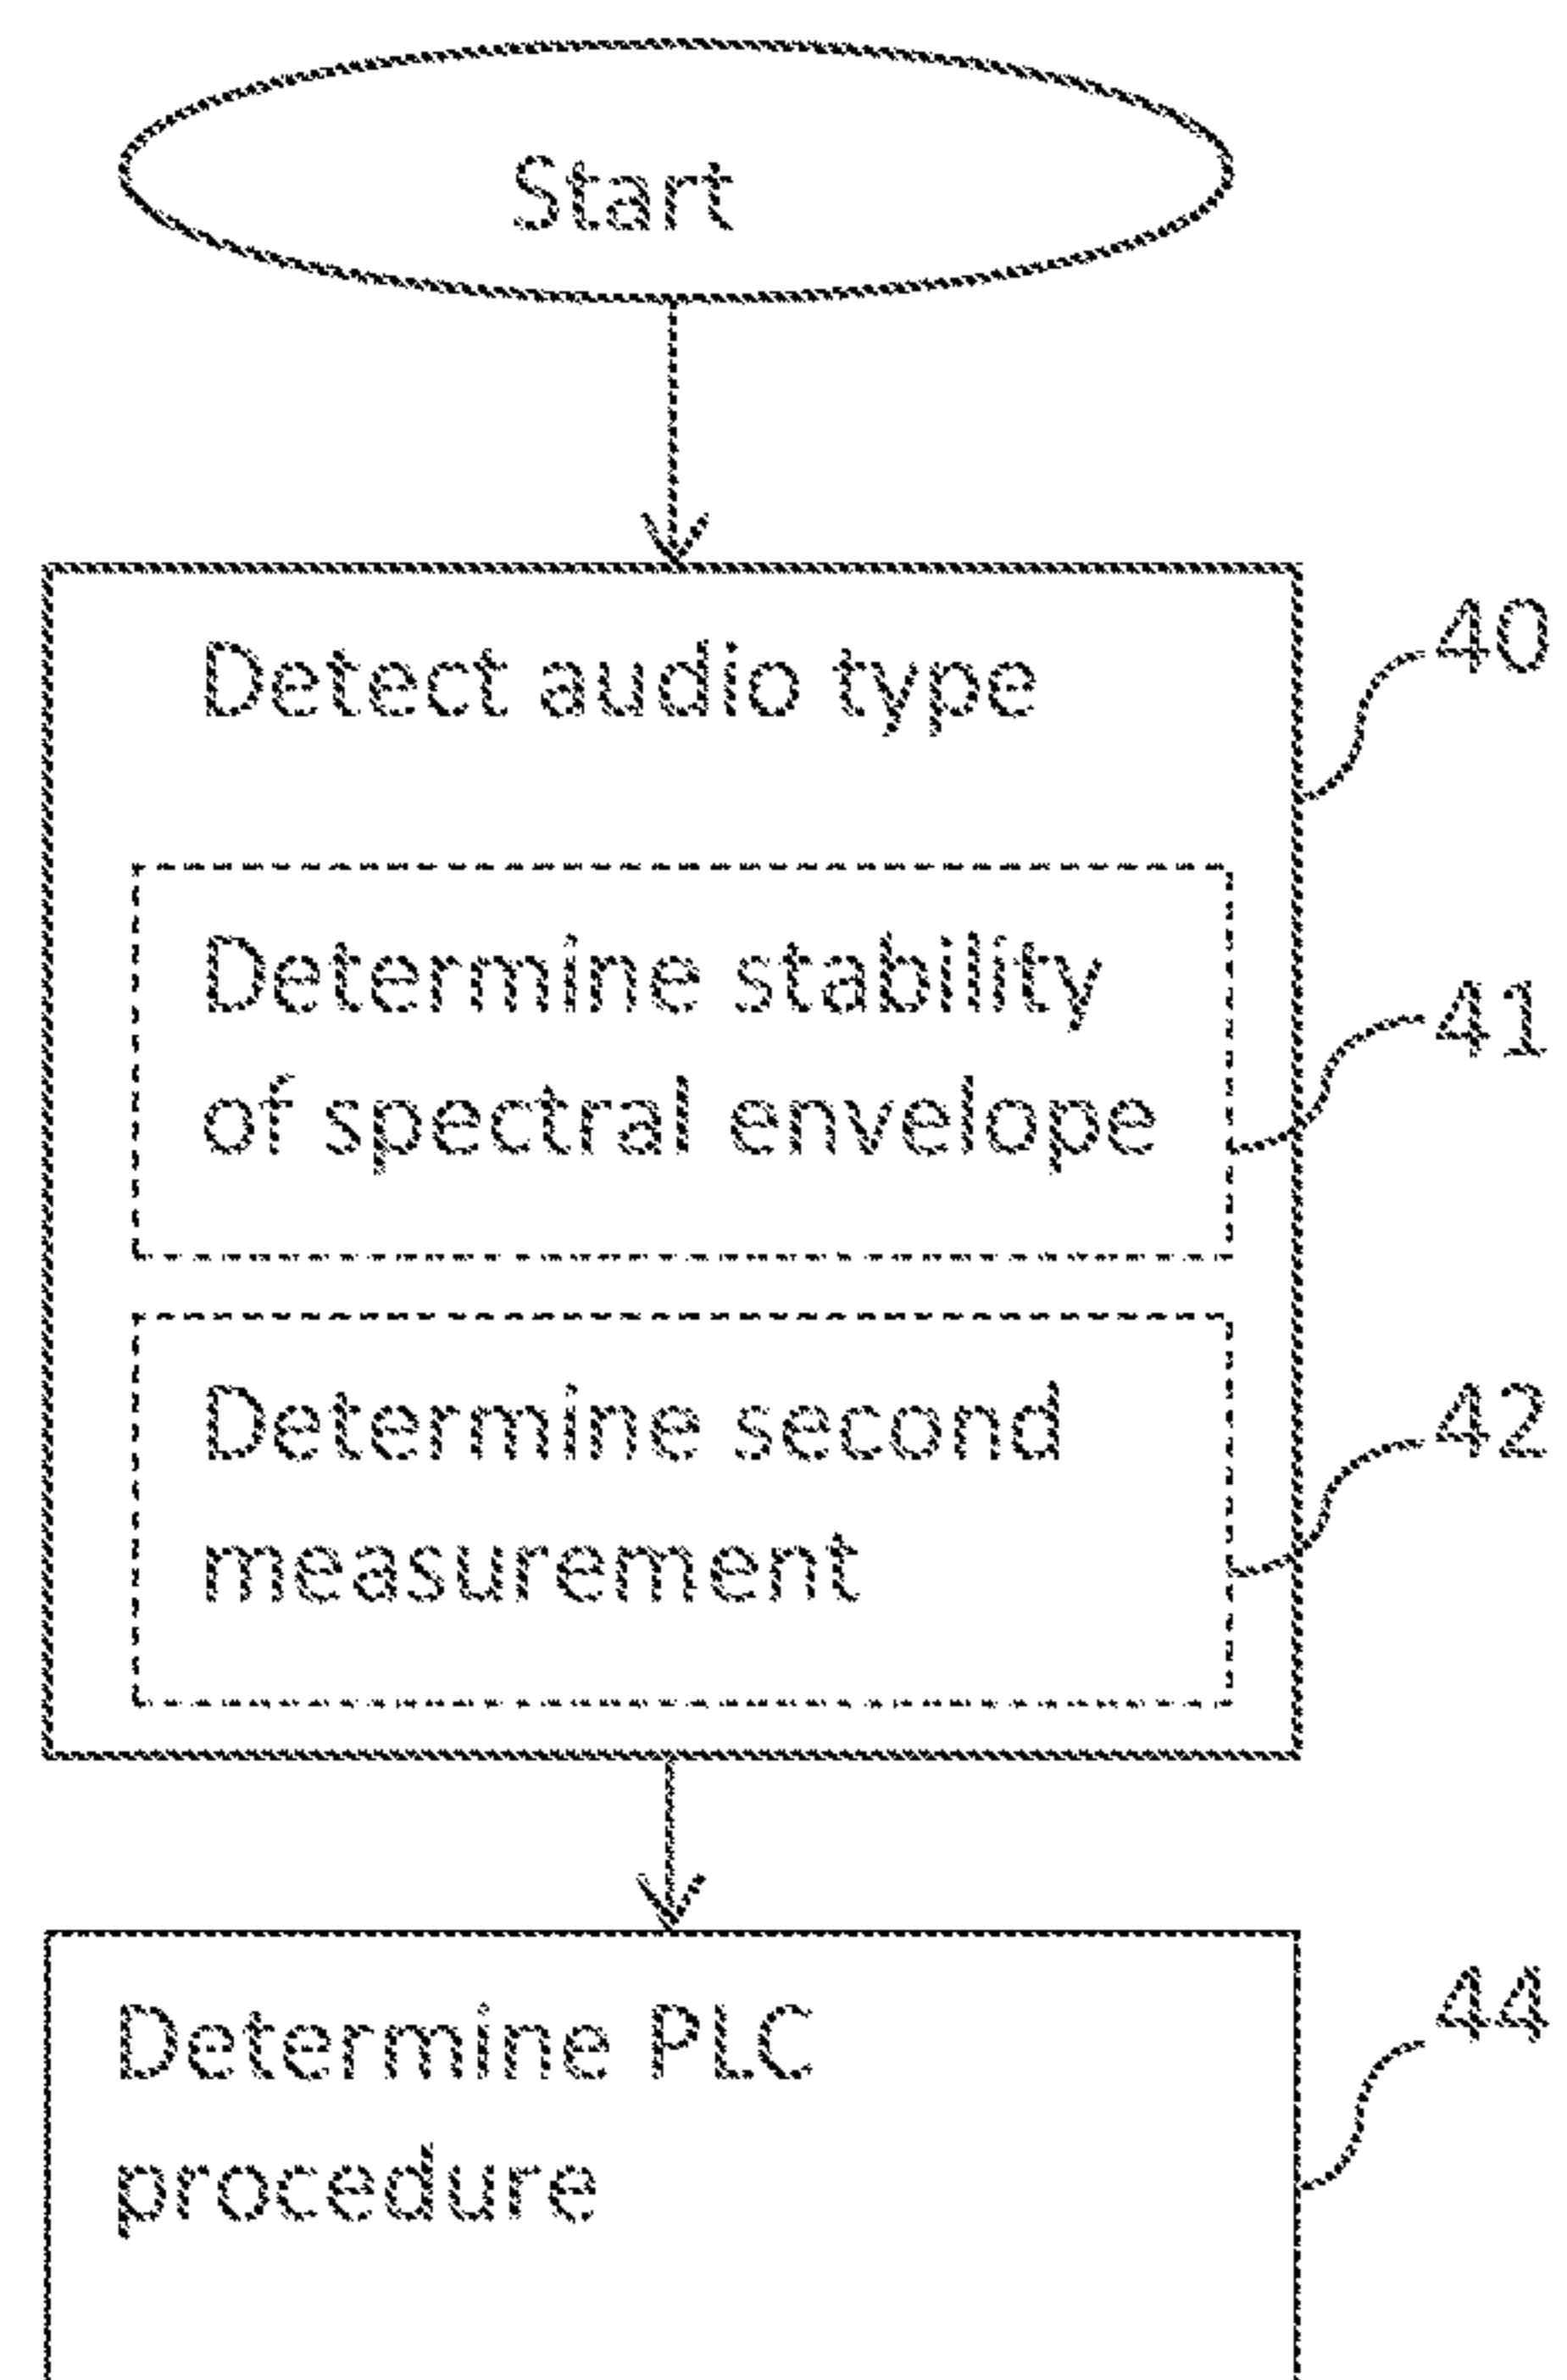 Start
Detect audio type
40
Determine stability
of spectral envelope
41
Determine second
measurement
42
Determine PLC
procedure
44